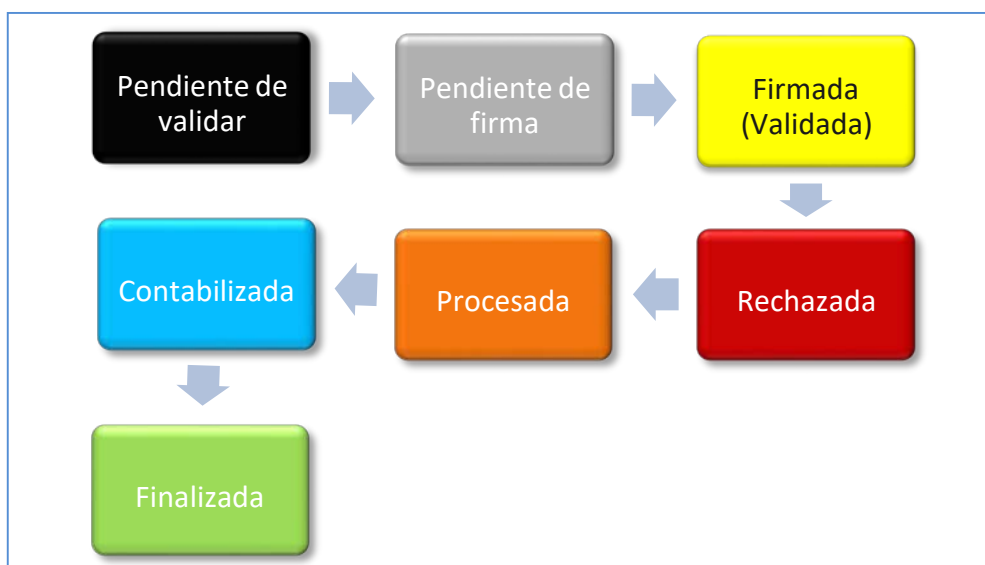 Pendiente de
validar
Pendiente de
firma
Firmada
(Validada)
Rechazada
Procesada
Contabilizada
Finalizada